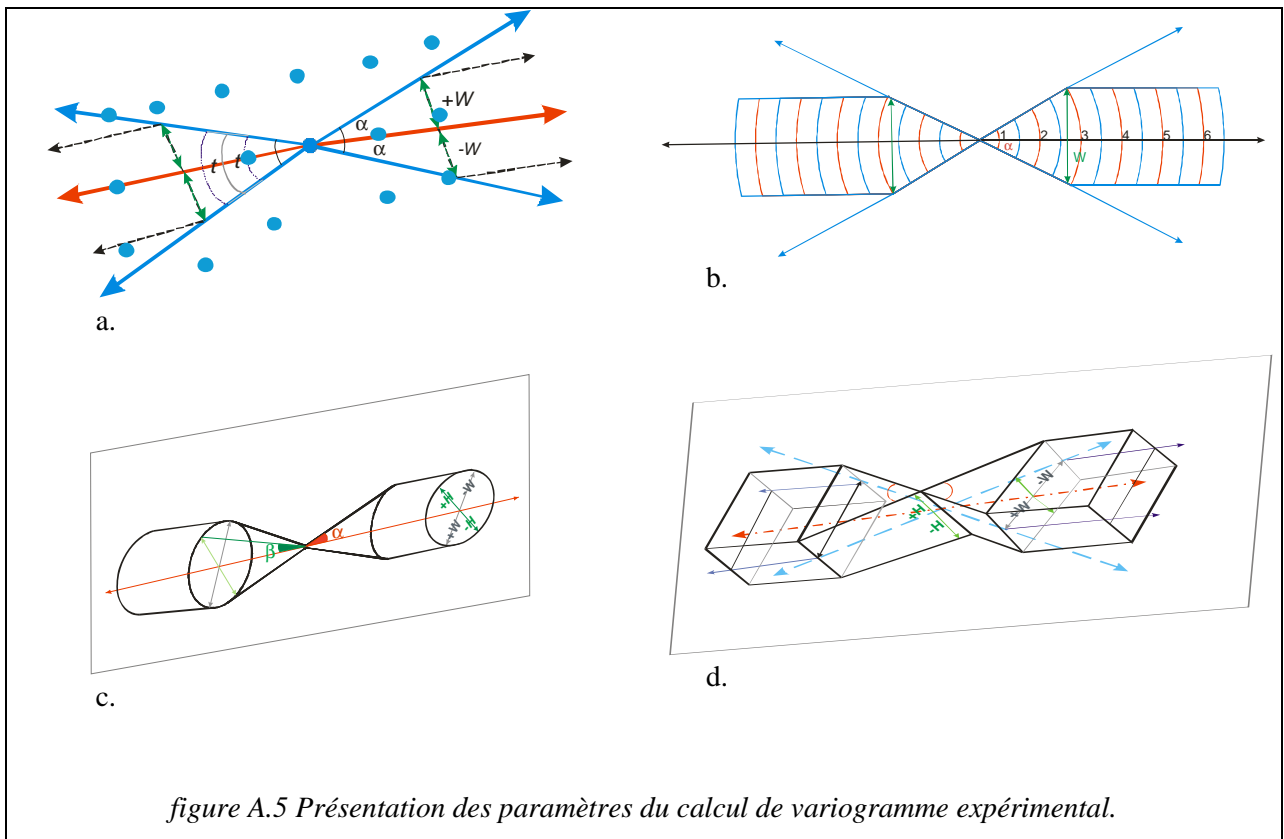 +W
α
α
-W
t
t
a.
1 2 3 4 5 6
α
W
b.
β
α
+H
-W
+W
-H
c.
+H
-H
-W
+W
d.
figure A.5 Présentation des paramètres du calcul de variogramme expérimental.